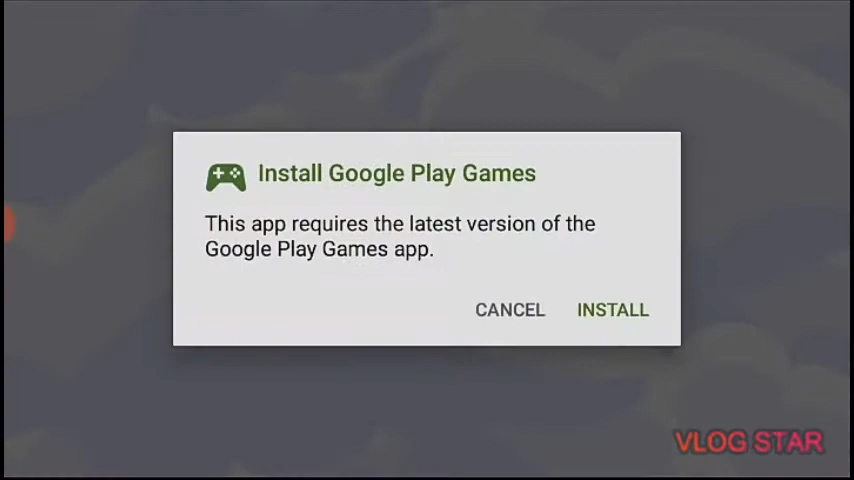 Install Google Play Games
This app requires the latest version of the
Google Play Games app.
CANCEL INSTALL
VLOG STAR